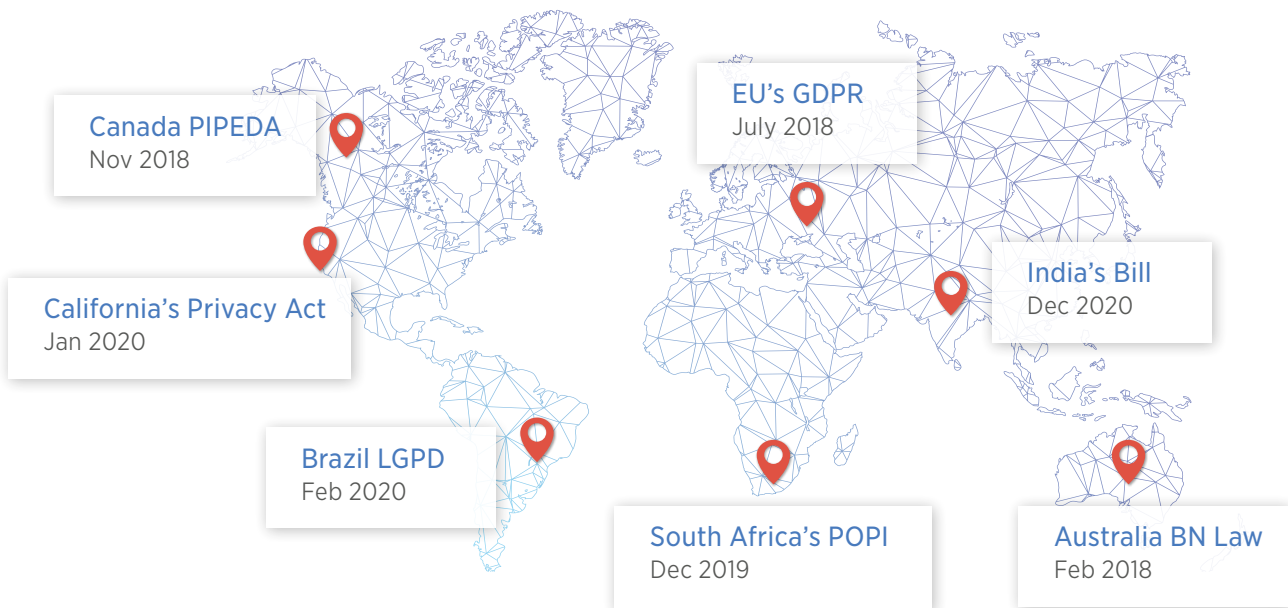 EU's GDPR
July 2018
Canada PIPEDA
Nov 2018
India's Bill
Dec 2020
California's Privacy Act
Jan 2020
Brazil LGPD
Feb 2020
South Africa's POPI
Dec 2019
Australia BN Law
Feb 2018